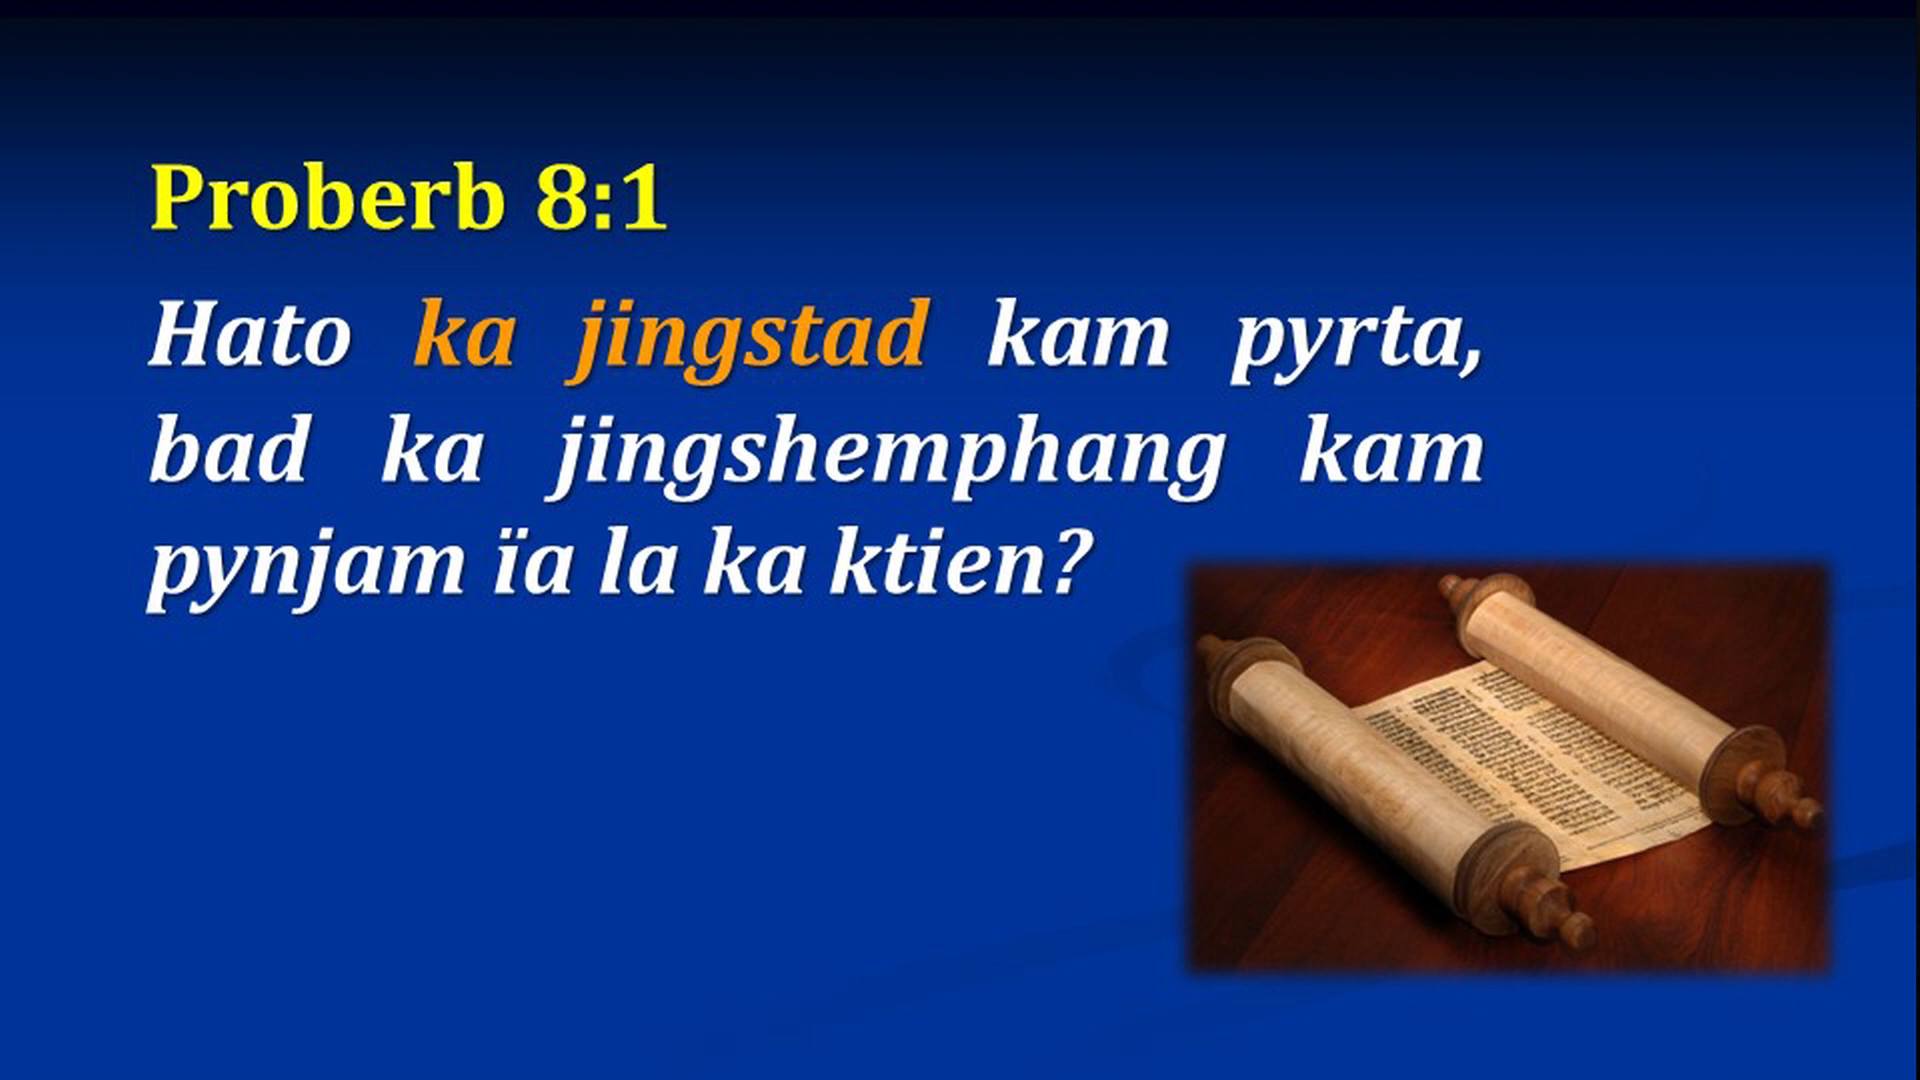 Proberb 8:1
Hato ka jingstad kam pyrta,
bad ka jingshemphang kam
pynjam ïa la ka ktien?